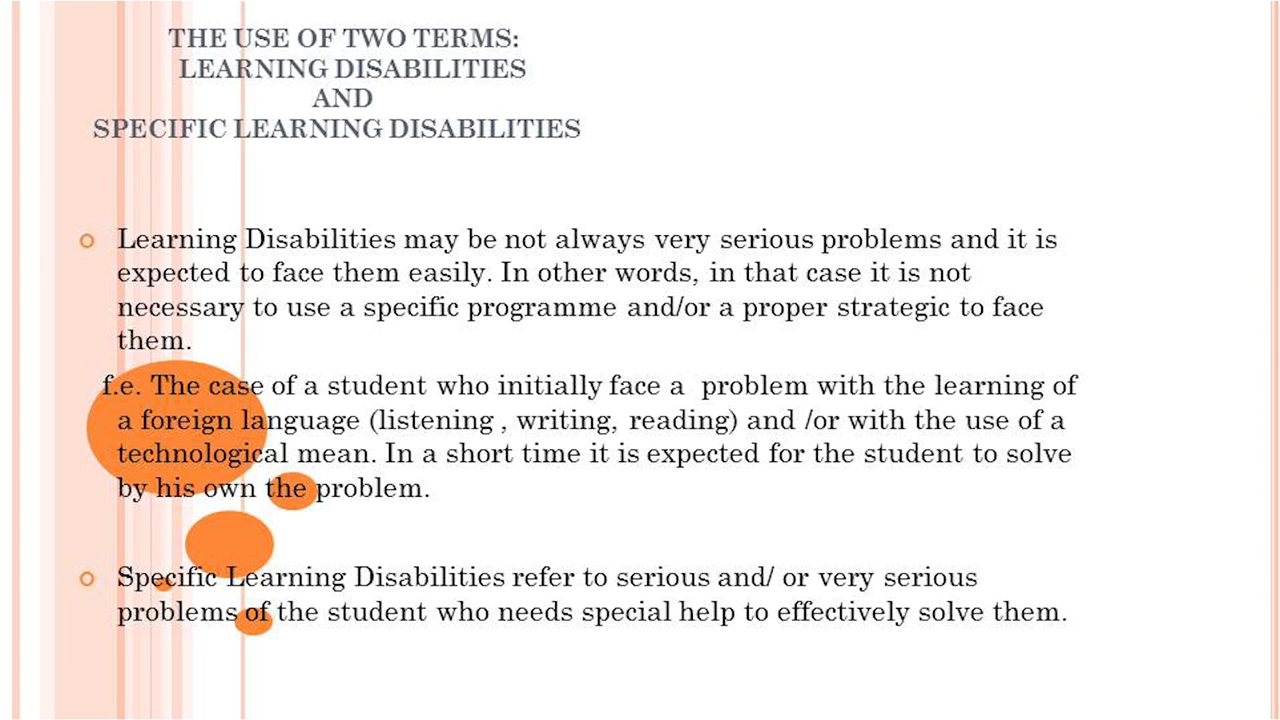 THE USE OF TWO TERMS:
LEARNING DISABILITIES
AND
SPECIFIC LEARNING DISABILITIES
Learning Disabilities may be not always very serious problems and it is
expected to face them easily. In other words, in that case it is not
necessary to use a specific programme and/or a proper strategic to face
them.
f.e. The case of a student who initially face a problem with the learning of
a foreign language (listening , writing, reading) and /or with the use of a
technological mean. In a short time it is expected for the student to solve
by his own the problem.
Specific Learning Disabilities refer to serious and/ or very serious
problems of the student who needs special help to effectively solve them.